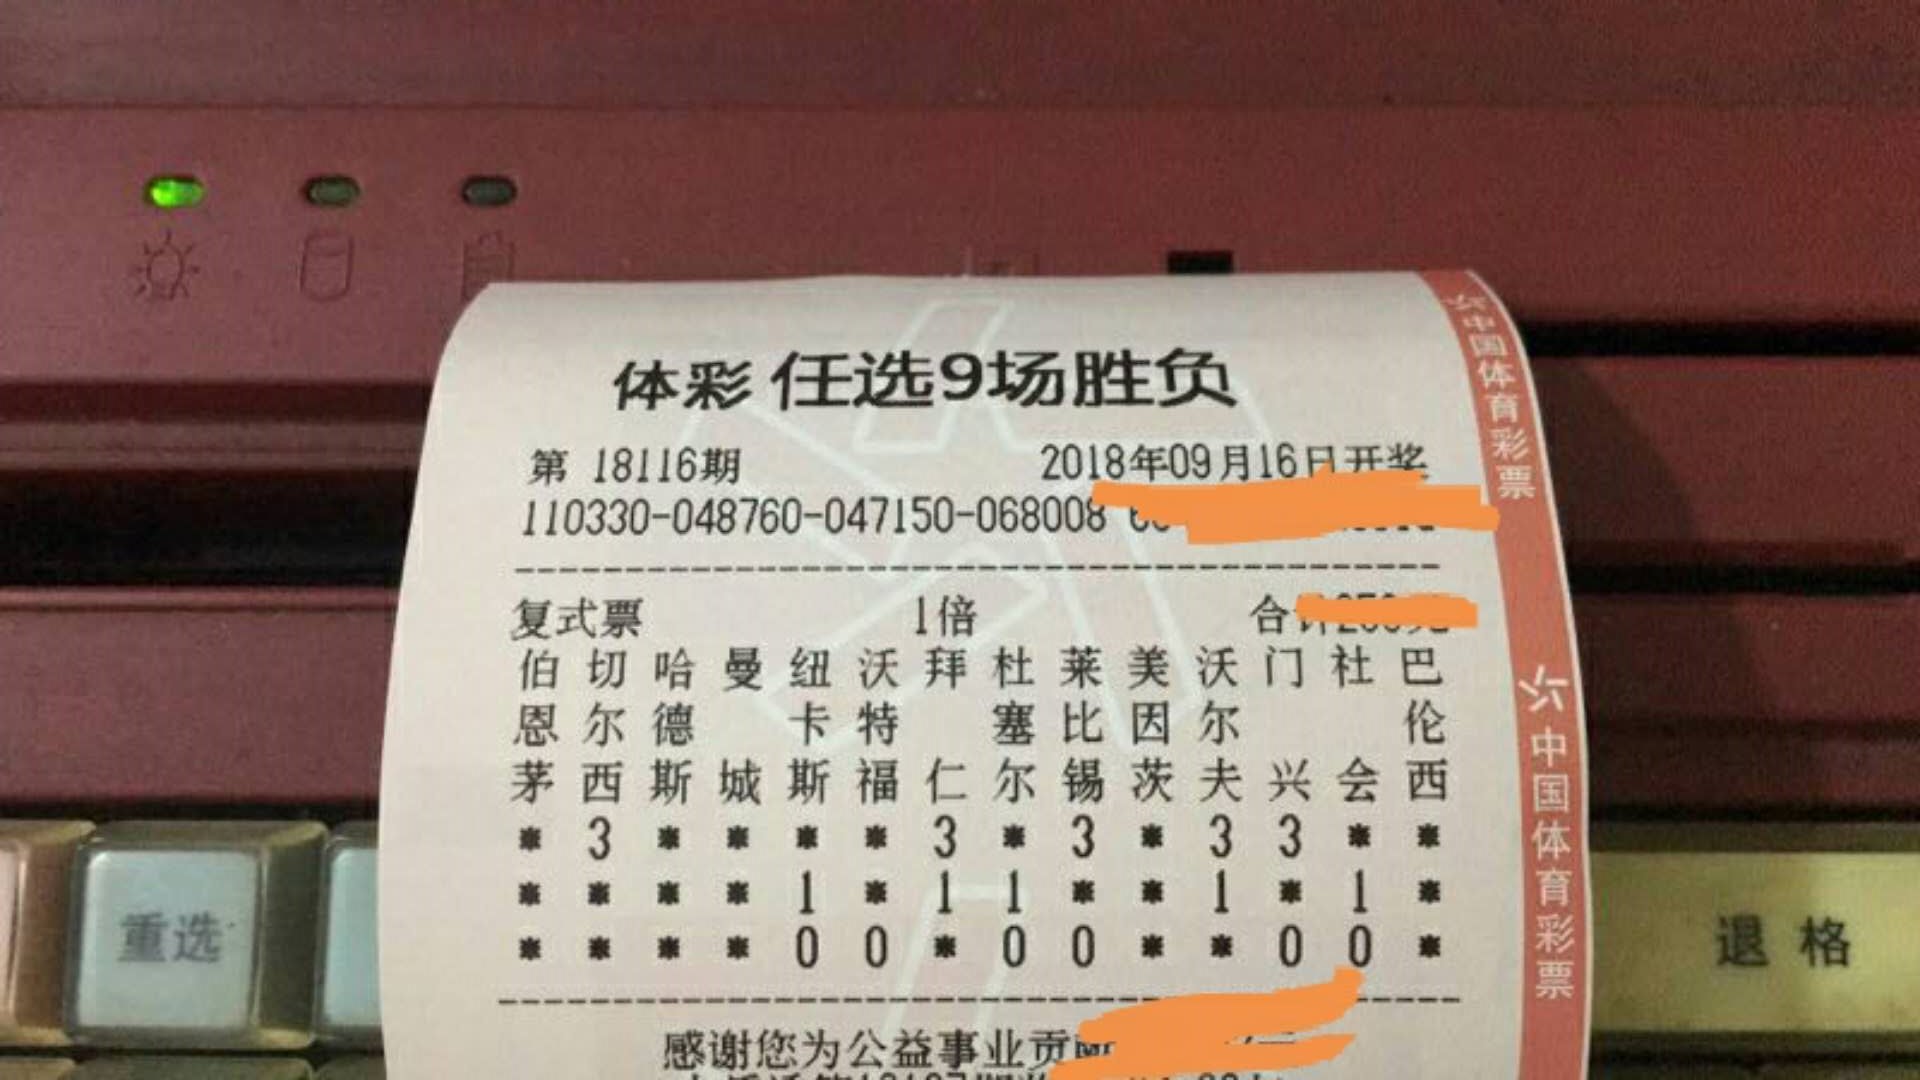 体彩 任选9场胜负
第 18116期 2018年09月16日开奖
110330-048760-047150-068008
复式票 1倍 合计
伯 切 哈 曼 纽 沃 拜 杜 莱 美 沃 门 社 巴
恩 尔 德 卡 特 塞 比 因 尔 伦
茅 西 斯 城 斯 福 仁 尔 锡 茨 夫 兴 会 西
* 3 * * * * 3 * 3 * 3 3 * *
* * * * 1 * 1 1 * * 1 * 1 *
* * * * 0 0 * 0 0 * * 0 0 *
感谢您为公益事业贡献
中国体育彩票
中国体育彩票
重选
退格